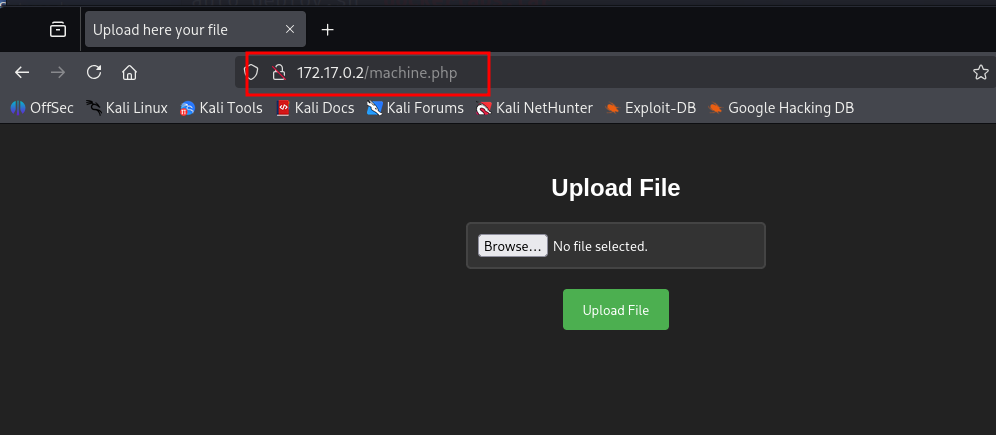 Upload here your file
172.17.0.2/machine.php
OffSec Kali Linux Kali Tools Kali Docs Kali Forums Kali NetHunter Exploit-DB Google Hacking DB
Upload File
Browse... No file selected.
Upload File